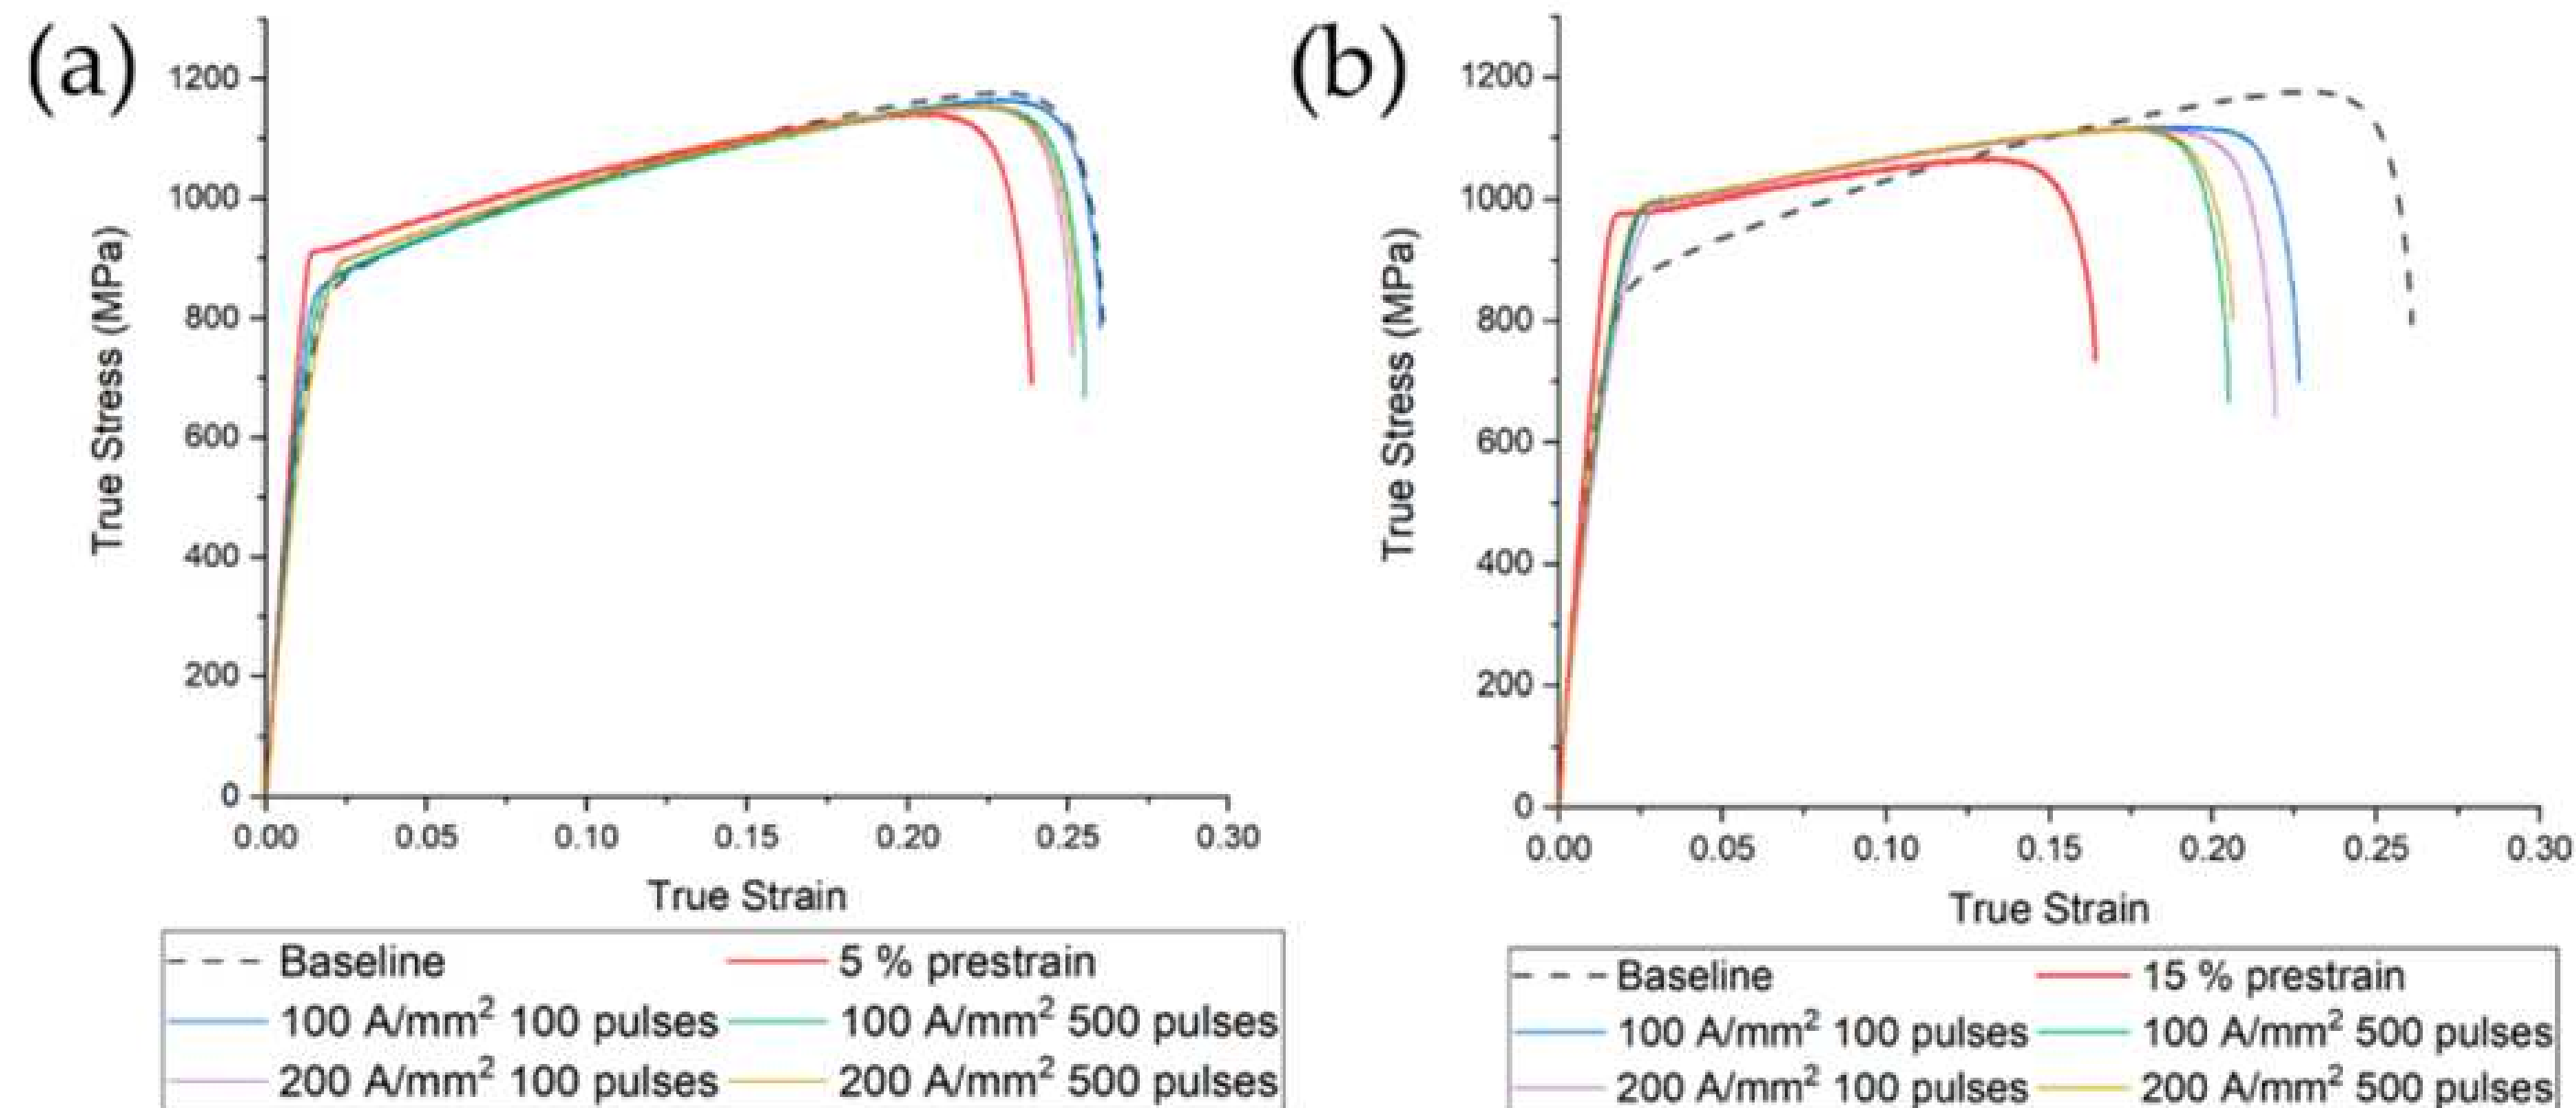 (a)
1200
1000
800
600
400
200
0
True Stress (MPa)
0.00 0.05 0.10 0.15 0.20 0.25 0.30
True Strain
Baseline 5 % prestrain
100 A/mm² 100 pulses 100 A/mm² 500 pulses
200 A/mm² 100 pulses 200 A/mm² 500 pulses
(b)
1200
1000
800
600
400
200
0
True Stress (MPa)
0.00 0.05 0.10 0.15 0.20 0.25 0.30
True Strain
Baseline 15 % prestrain
100 A/mm² 100 pulses 100 A/mm² 500 pulses
200 A/mm² 100 pulses 200 A/mm² 500 pulses